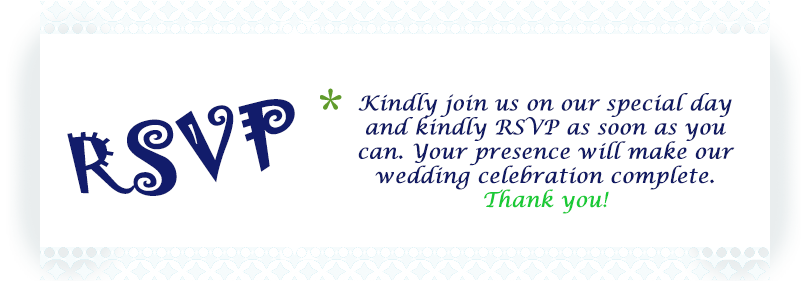 RSVP
* Kindly join us on our special day
and kindly RSVP as soon as you
can. Your presence will make our
wedding celebration complete.
Thank you!